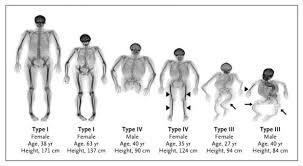 Type I
Female
Age, 38 yr
Height, 171 cm
Type I
Female
Age, 63 yr
Height, 137 cm
Type IV
Male
Age, 40 yr
Height, 90 cm
Type IV
Female
Age, 35 yr
Height, 124 cm
Type III
Female
Age, 27 yr
Height, 94 cm
Type III
Male
Age, 40 yr
Height, 84 cm